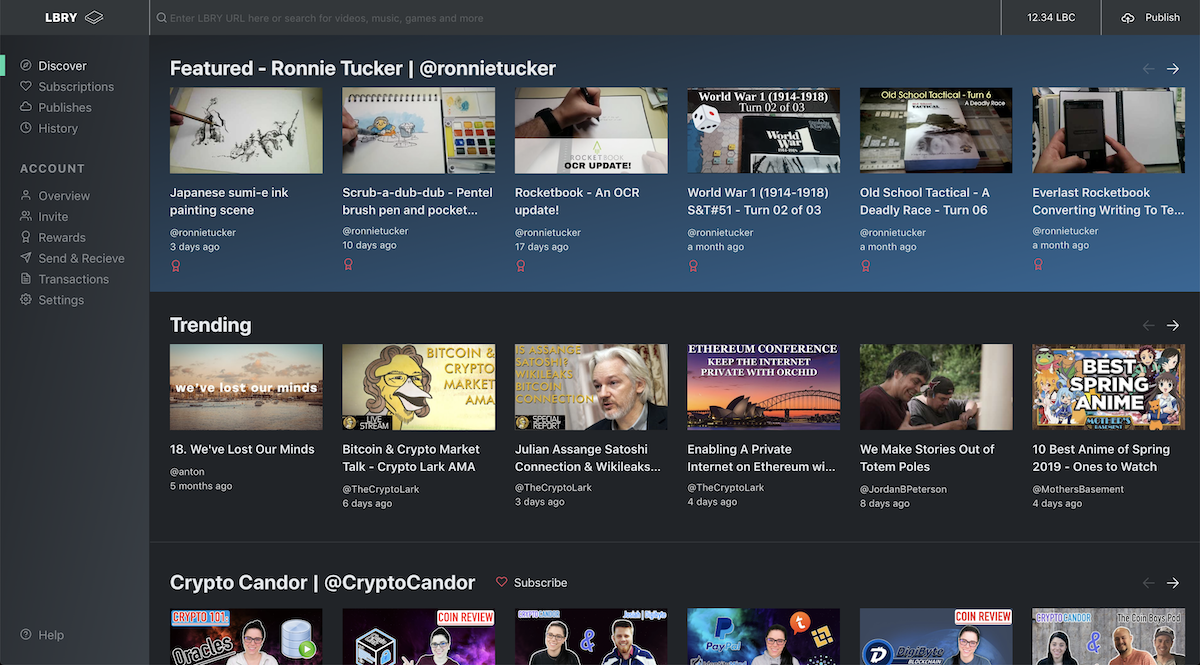 LBRY
Enter LBRY URL here or search for videos, music, games and more
12.34 LBC
Publish
Discover
Subscriptions
Publishes
History
ACCOUNT
Overview
Invite
Rewards
Send & Recieve
Transactions
Settings
Help
Featured - Ronnie Tucker | @ronnietucker
ROCKETBOOK
OCR UPDATE!
World War 1 (1914-1918)
Turn 02 of 03
World
War
Old School Tactical - Turn 6
A Deadly Race
TACTICAL
Japanese sumi-e ink
painting scene
@ronnietucker
3 days ago
Scrub-a-dub-dub - Pentel
brush pen and pocket...
@ronnietucker
10 days ago
Rocketbook - An OCR
update!
@ronnietucker
17 days ago
World War 1 (1914-1918)
S&T#51 - Turn 02 of 03
@ronnietucker
a month ago
Old School Tactical - A
Deadly Race - Turn 06
@ronnietucker
a month ago
Everlast Rocketbook
Converting Writing To Te...
@ronnietucker
a month ago
Trending
we've lost our minds
BITCOIN &
CRYPTO
MARKET
AMA
LIVE
STREAM
IS ASSANGE
SATOSHI?
WIKILEAKS
BITCOIN
CONNECTION
SPECIAL
REPORT
ETHEREUM CONFERENCE
KEEP THE INTERNET
PRIVATE WITH ORCHID
BEST
SPRING
ANIME
MOTHER'S
BASEMENT
18. We've Lost Our Minds
@anton
5 months ago
Bitcoin & Crypto Market
Talk - Crypto Lark AMA
@TheCryptoLark
6 days ago
Julian Assange Satoshi
Connection & Wikileaks...
@TheCryptoLark
3 days ago
Enabling A Private
Internet on Ethereum wi...
@TheCryptoLark
4 days ago
We Make Stories Out of
Totem Poles
@JordanBPeterson
8 days ago
10 Best Anime of Spring
2019 - Ones to Watch
@MothersBasement
4 days ago
Crypto Candor | @CryptoCandor
Subscribe
CRYPTO 101:
Oracles
COIN REVIEW
CRYPTO CANDOR
Josiah | DigiByte
&
PayPal
COIN REVIEW
DigiByte
BLOCKCHAIN
CRYPTO CANDOR
The Coin Boys Pod
&